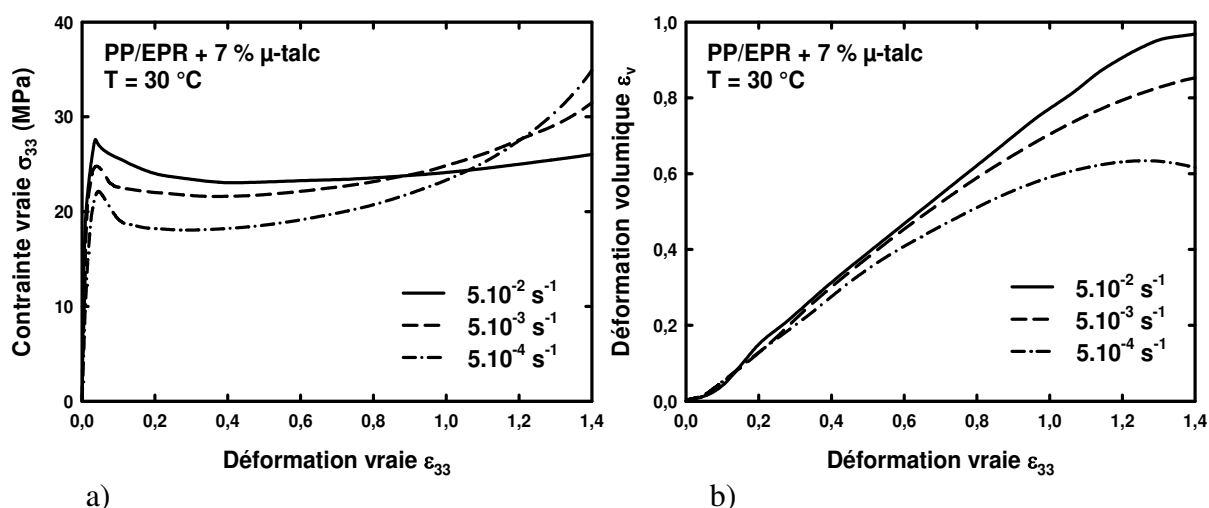 PP/EPR + 7 % µ-talc
T = 30 °C
Contrainte vraie σ33 (MPa)
40
30
20
10
0
5.10-2 s-1
5.10-3 s-1
5.10-4 s-1
0,0 0,2 0,4 0,6 0,8 1,0 1,2 1,4
Déformation vraie ε33
a)
PP/EPR + 7 % µ-talc
T = 30 °C
Déformation volumique εv
1,0
0,8
0,6
0,4
0,2
0,0
5.10-2 s-1
5.10-3 s-1
5.10-4 s-1
0,0 0,2 0,4 0,6 0,8 1,0 1,2 1,4
Déformation vraie ε33
b)